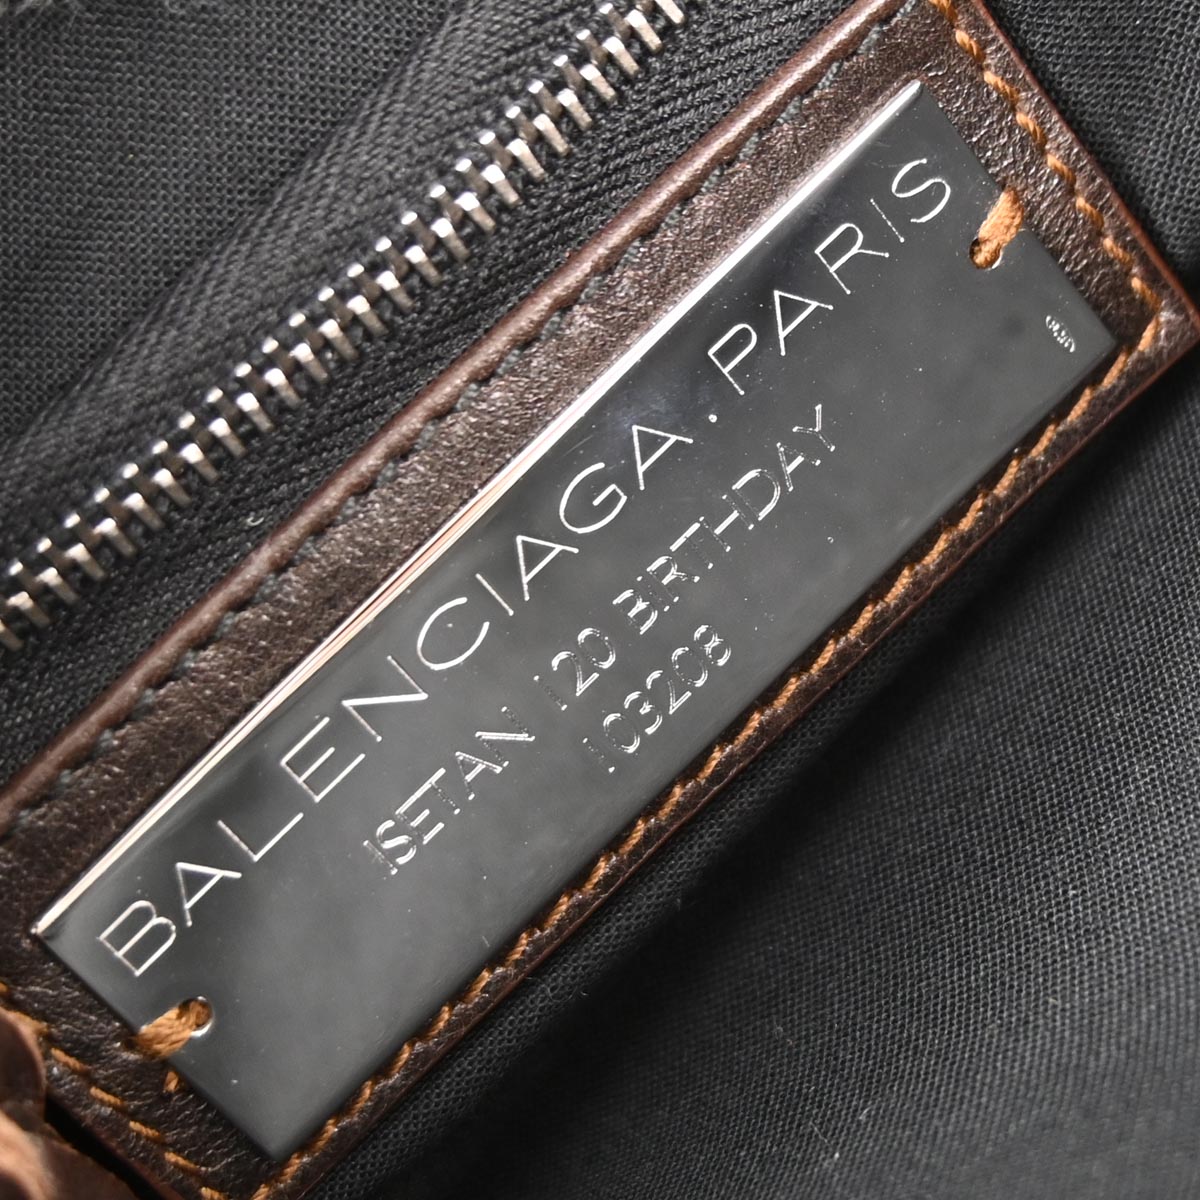 BALENCIAGA.PARIS
ISETAN 120 BIRTHDAY
103208